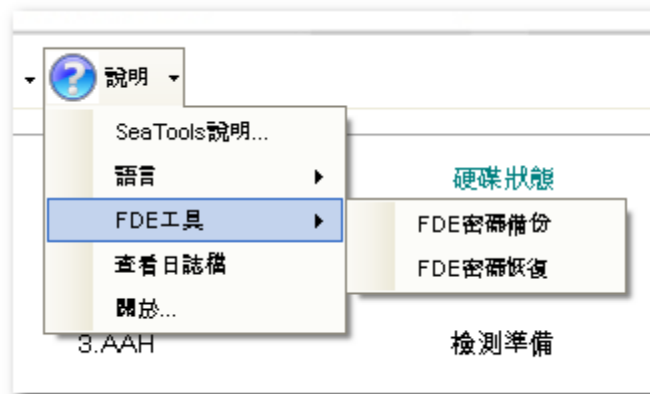 說明
SeaTools說明...
語言
硬碟狀態
FDE工具
FDE密碼備份
查看日誌檔
FDE密碼恢復
關於...
3.AAH
檢測準備